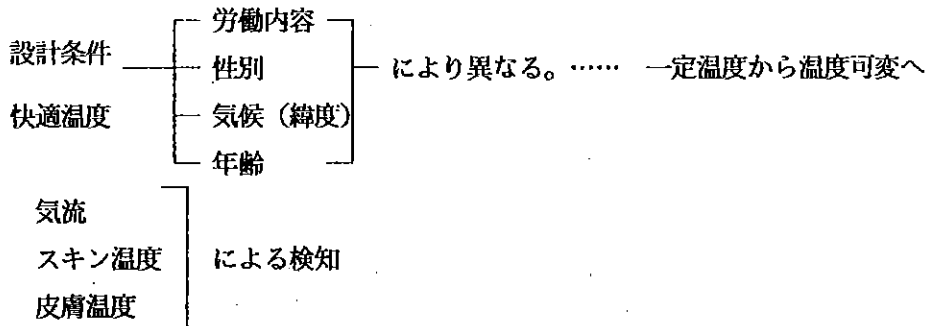 労働内容
設計条件 性別 により異なる。…… 一定温度から温度可変へ
快適温度 気候（緯度）
年齢
気流
スキン温度 による検知
皮膚温度